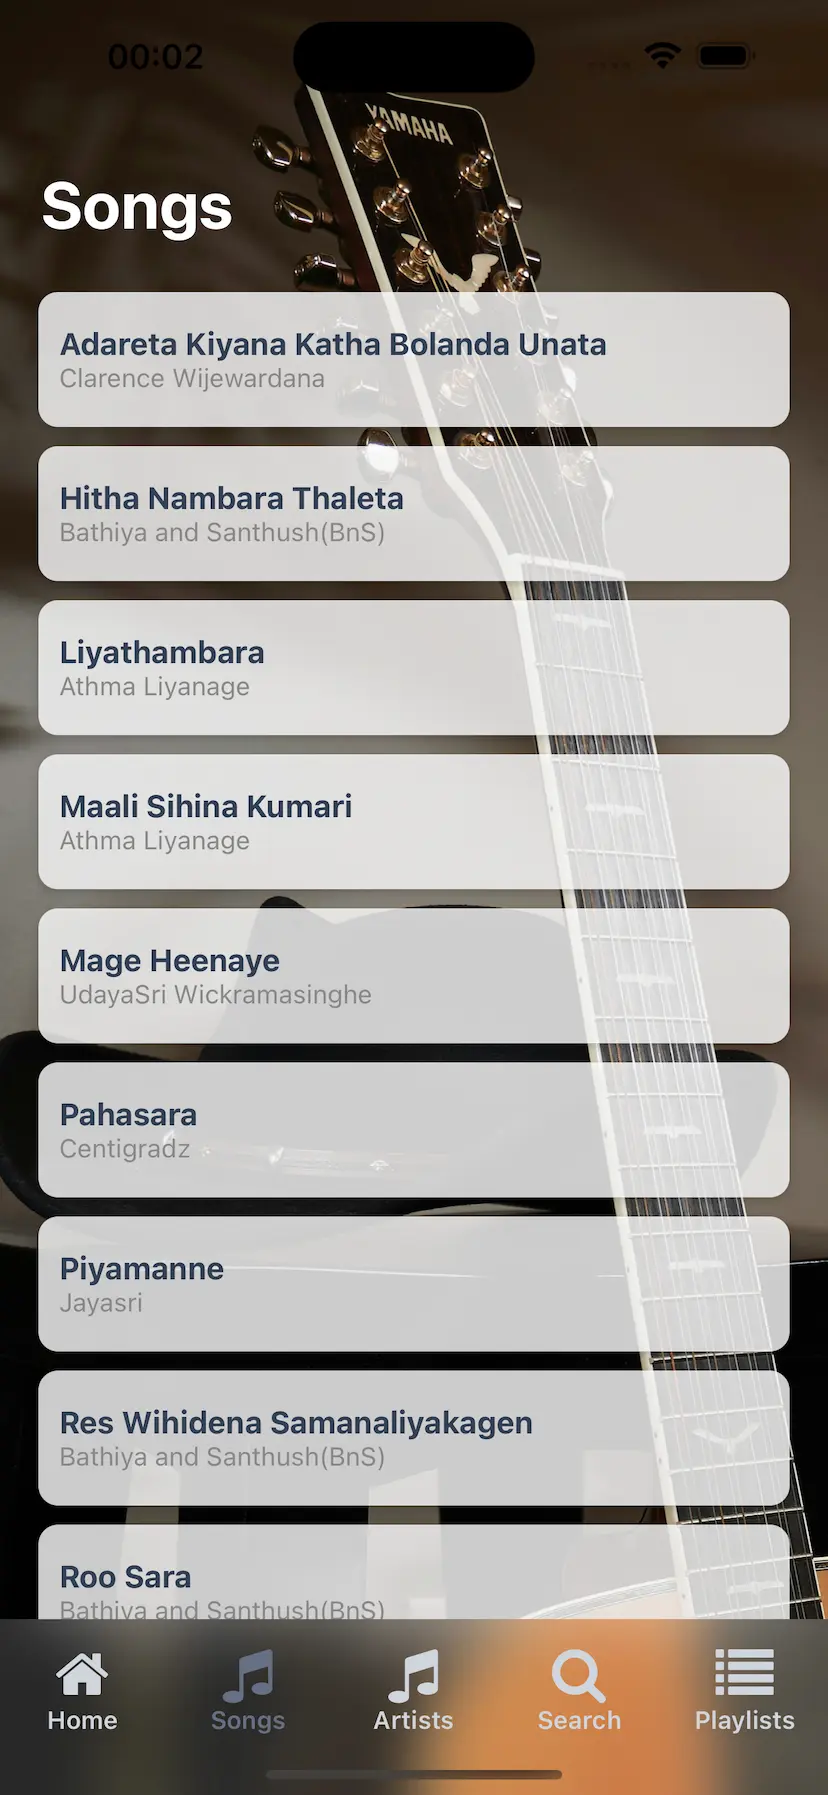 00:02
YAMAHA
Songs
Adareta Kiyana Katha Bolanda Unata
Clarence Wijewardana
Hitha Nambara Thaleta
Bathiya and Santhush(BnS)
Liyathambara
Athma Liyanage
Maali Sihina Kumari
Athma Liyanage
Mage Heenaye
UdayaSri Wickramasinghe
Pahasara
Centigradz
Piyamanne
Jayasri
Res Wihidena Samanaliyakagen
Bathiya and Santhush(BnS)
Roo Sara
Bathiya and Santhush(BnS)
Home
Songs
Artists
Search
Playlists